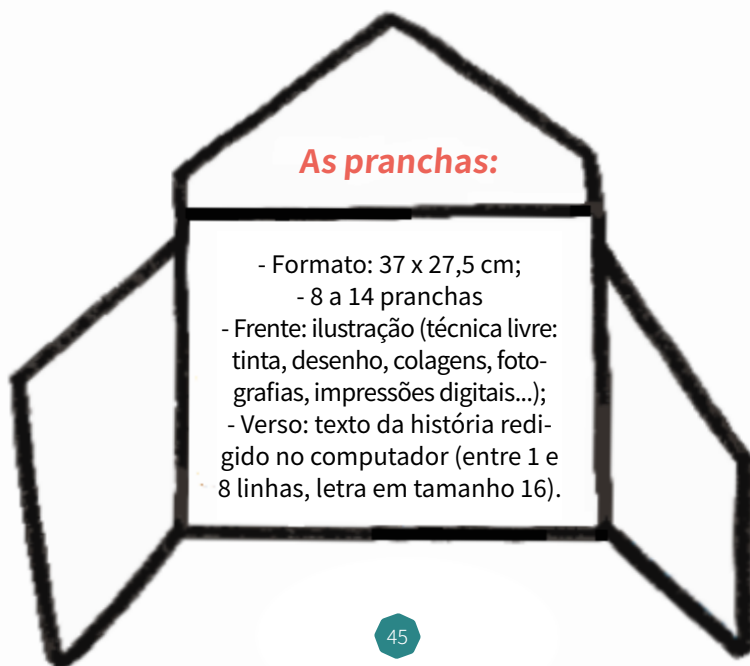 As pranchas:
- Formato: 37 x 27,5 cm;
- 8 a 14 pranchas
- Frente: ilustração (técnica livre:
tinta, desenho, colagens, foto-
grafias, impressões digitais...);
- Verso: texto da história redi-
gido no computador (entre 1 e
8 linhas, letra em tamanho 16).
45